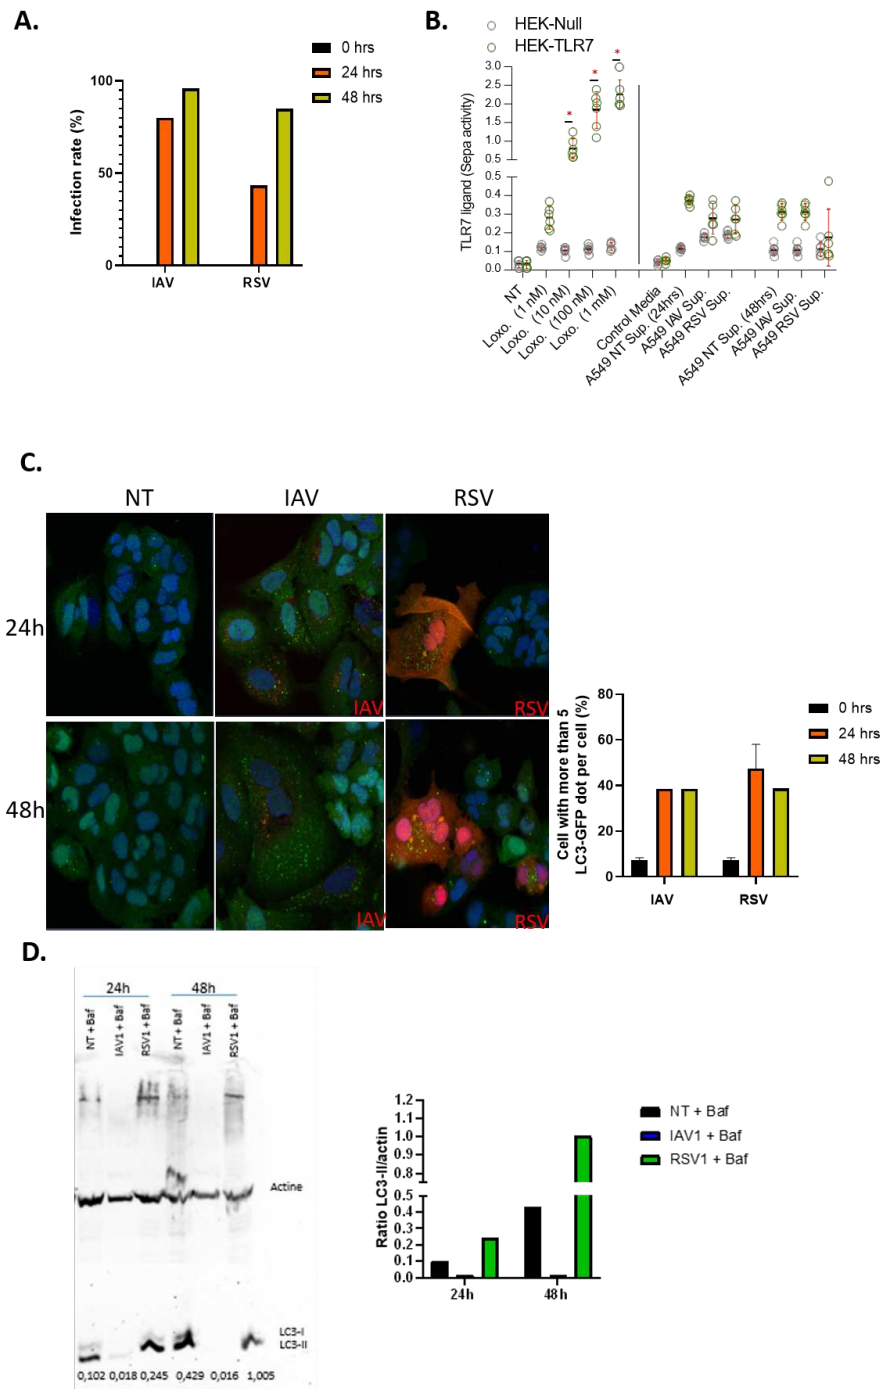 A.
0 hrs
24 hrs
48 hrs
Infection rate (%)
100
50
0
IAV
RSV
B.
HEK-Null
HEK-TLR7
TLR7 ligand (Sepa activity)
3.0
2.5
2.0
1.5
1.0
0.5
0.5
0.4
0.3
0.2
0.1
0.0
*
*
*
NT
Loxo. (1 nM)
Loxo. (10 nM)
Loxo. (100 nM)
Loxo. (1 mM)
Control Media
A549 NT Sup. (24hrs)
A549 IAV Sup.
A549 RSV Sup.
A549 NT Sup. (48hrs)
A549 IAV Sup.
A549 RSV Sup.
C.
NT
IAV
RSV
24h
IAV
RSV
48h
IAV
RSV
Cell with more than 5
LC3-GFP dot per cell (%)
80
60
40
20
0
IAV
RSV
0 hrs
24 hrs
48 hrs
D.
24h
48h
NT + Baf
IAV1 + Baf
RSV1 + Baf
NT + Baf
IAV1 + Baf
RSV1 + Baf
Actine
LC3-I
LC3-II
0,102 0,018 0,245 0,429 0,016 1,005
Ratio LC3-II/actin
1.2
1.1
1.0
0.9
0.8
0.5
0.4
0.3
0.2
0.1
0.0
24h
48h
NT + Baf
IAV1 + Baf
RSV1 + Baf